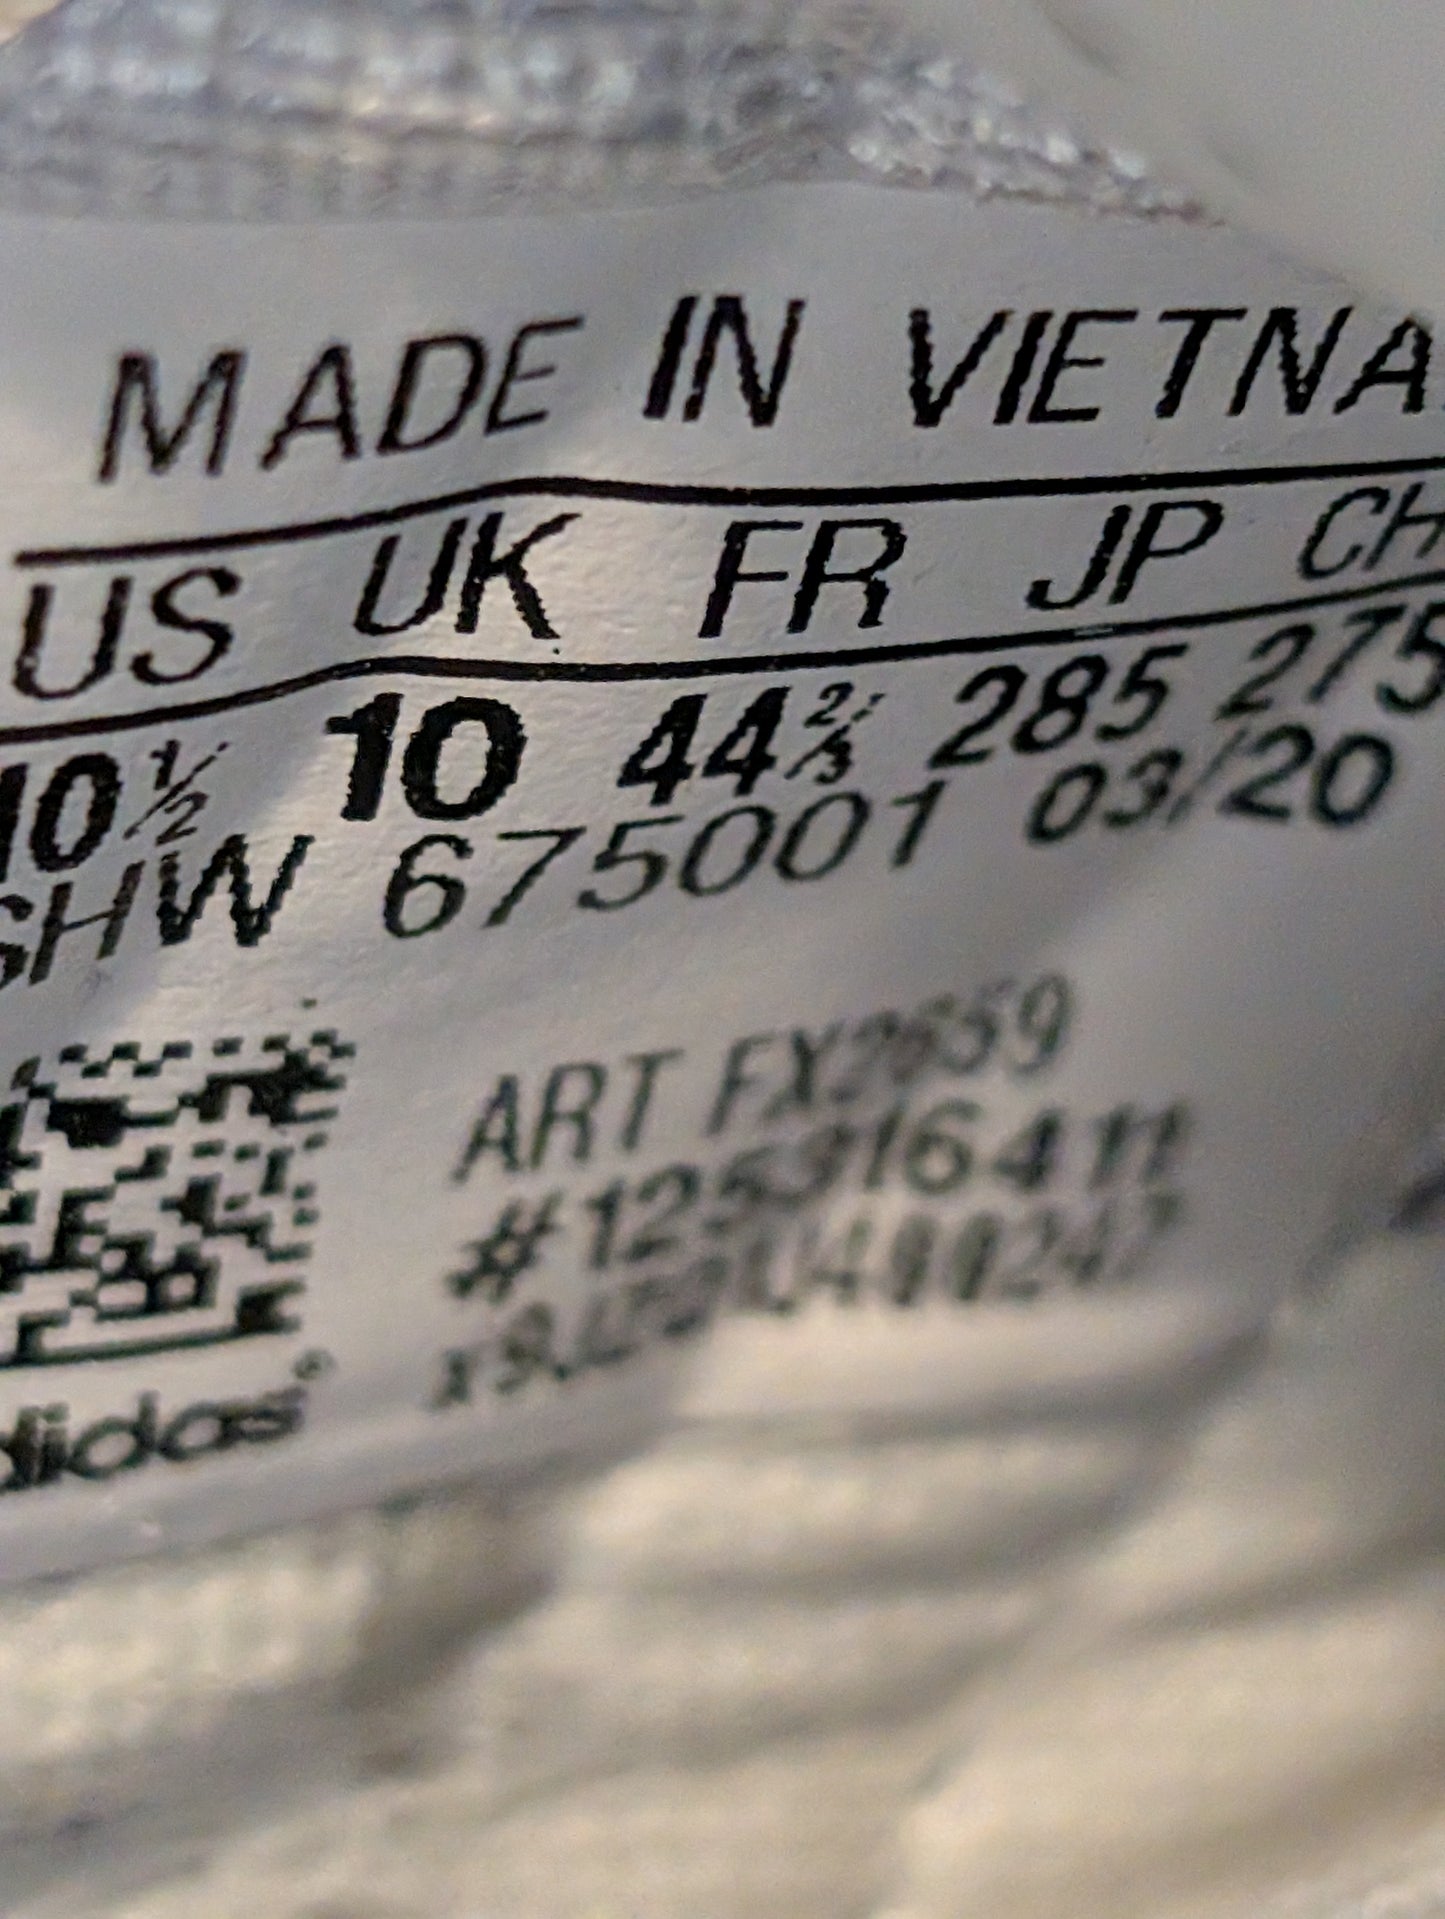 MADE IN VIETNA
US UK FR JP CH
10½ 10 44⅔ 285 275
SHW 675001 03/20
ART
adidas